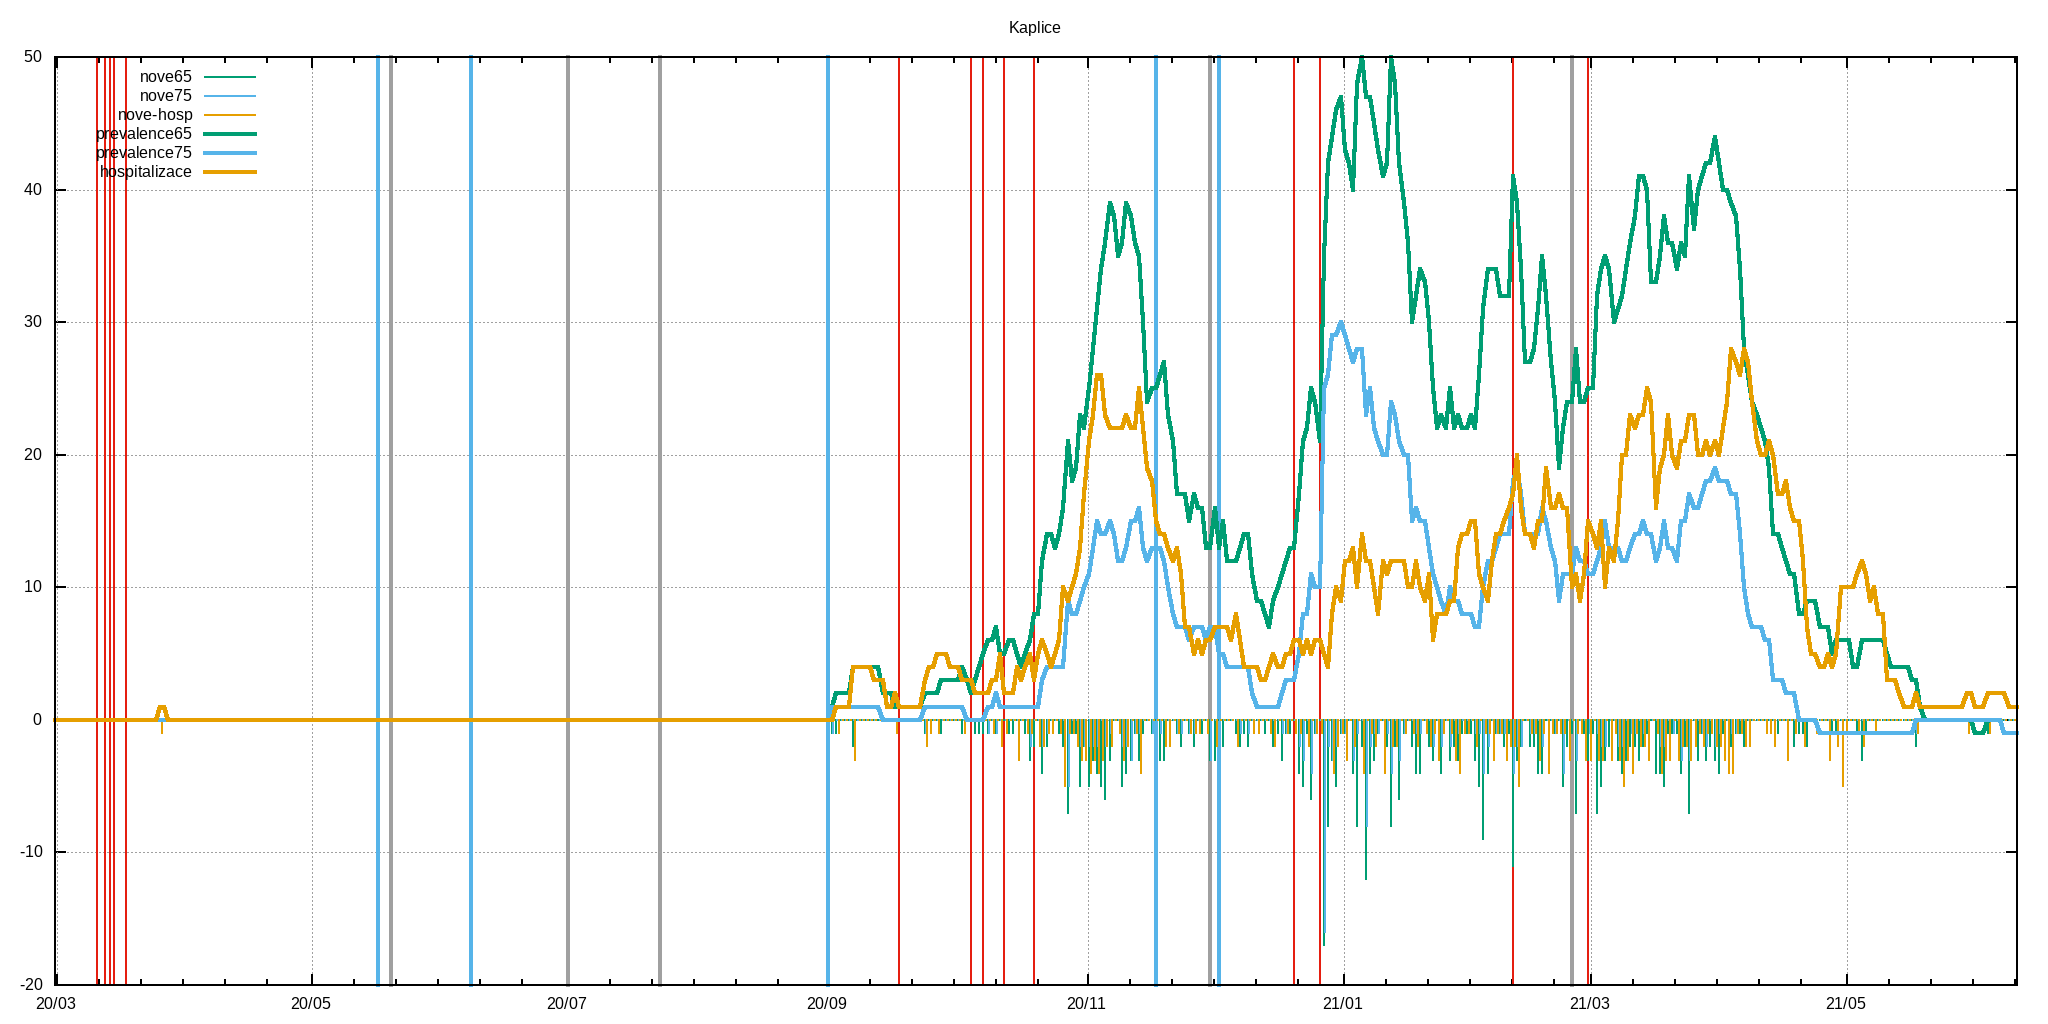 Kaplice
50
nove65
nove75
nove-hosp
prevalence65
prevalence75
hospitalizace
40
30
20
10
0
-10
-20
20/03 20/05 20/07 20/09 20/11 21/01 21/03 21/05